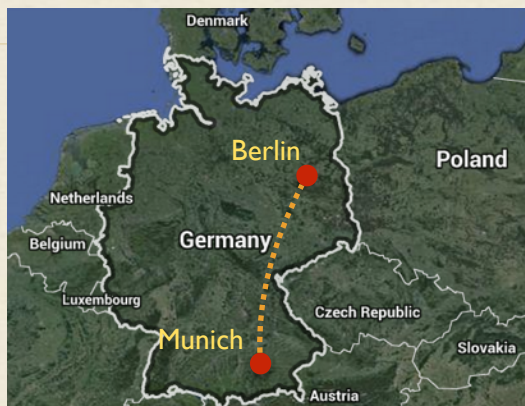 Denmark
Berlin
Poland
Netherlands
Germany
Belgium
Luxembourg
Czech Republic
Munich
Slovakia
Austria